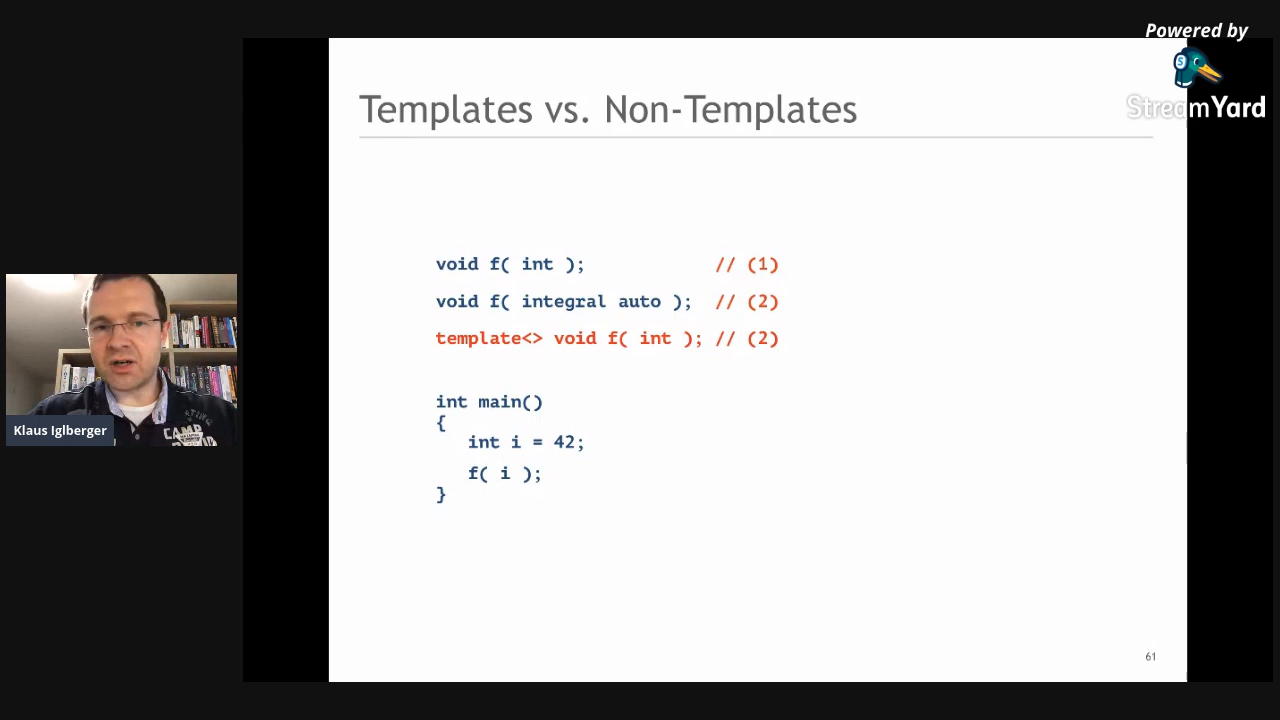 Powered by
StreamYard
Templates vs. Non-Templates
void f( int ); // (1)
void f( integral auto ); // (2)
template<> void f( int ); // (2)
int main()
{
int i = 42;
f( i );
}
Klaus Iglberger
61